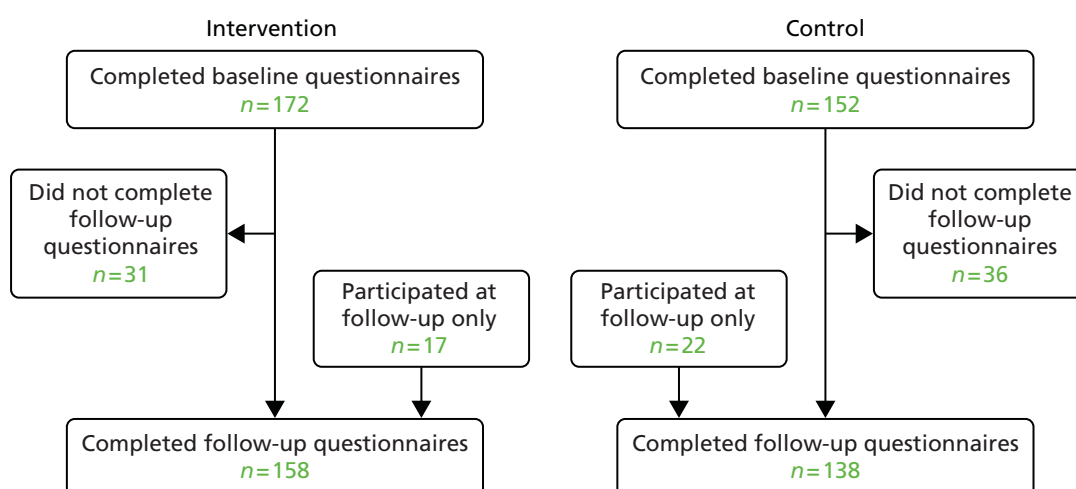 Intervention
Completed baseline questionnaires
n=172
Did not complete
follow-up
questionnaires
n=31
Participated at
follow-up only
n=17
Completed follow-up questionnaires
n=158
Control
Completed baseline questionnaires
n=152
Did not complete
follow-up
questionnaires
n=36
Participated at
follow-up only
n=22
Completed follow-up questionnaires
n=138